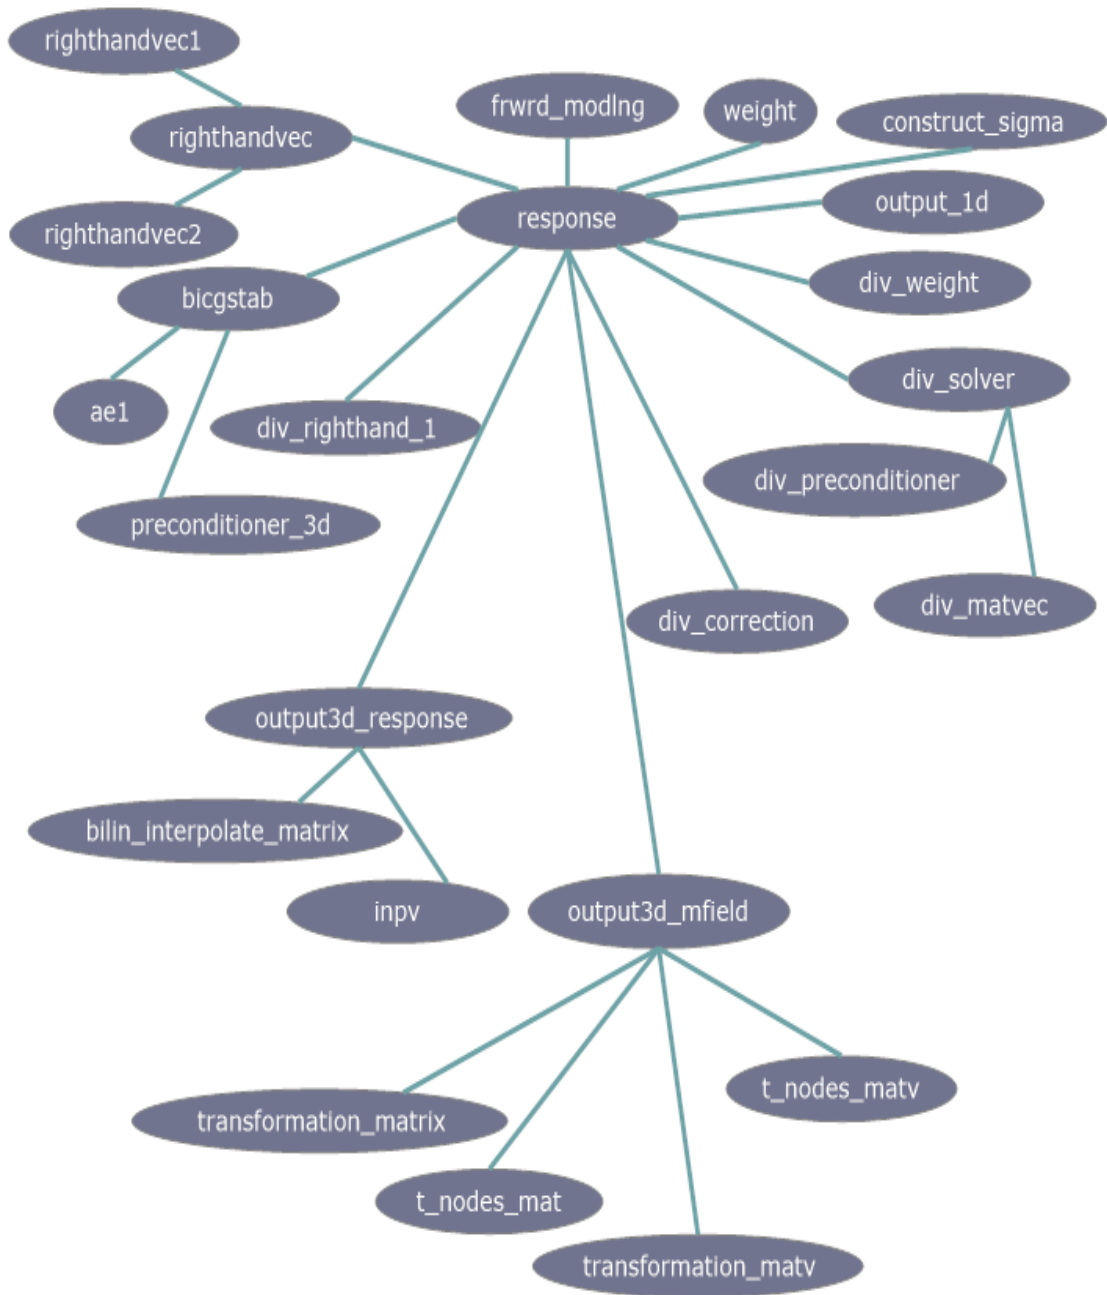 righthandvec1
frwrd_modlng
weight
construct_sigma
righthandvec
output_1d
response
righthandvec2
div_weight
bicgstab
div_solver
ae1
div_righthand_1
div_preconditioner
preconditioner_3d
div_matvec
div_correction
output3d_response
bilin_interpolate_matrix
inpv
output3d_mfield
t_nodes_matv
transformation_matrix
t_nodes_mat
transformation_matv